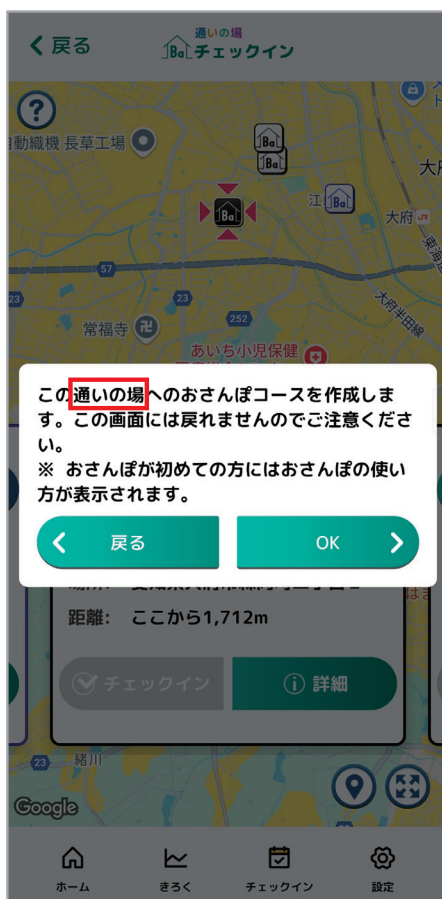 戻る
通いの場
Ba チェックイン
?
動織機 長草工場
Ba
Ba
大府
Ba
江
Ba
大府
東海
57
23
23
252
大府半田線
常福寺
あいち小児保健
この通いの場へのおさんぽコースを作成しま
す。この画面には戻れませんのでご注意くださ
い。
※ おさんぽが初めての方にはおさんぽの使い
方が表示されます。
戻る
OK
距離: ここから1,712m
チェックイン
詳細
23
緒川
Google
ホーム
きろく
チェックイン
設定